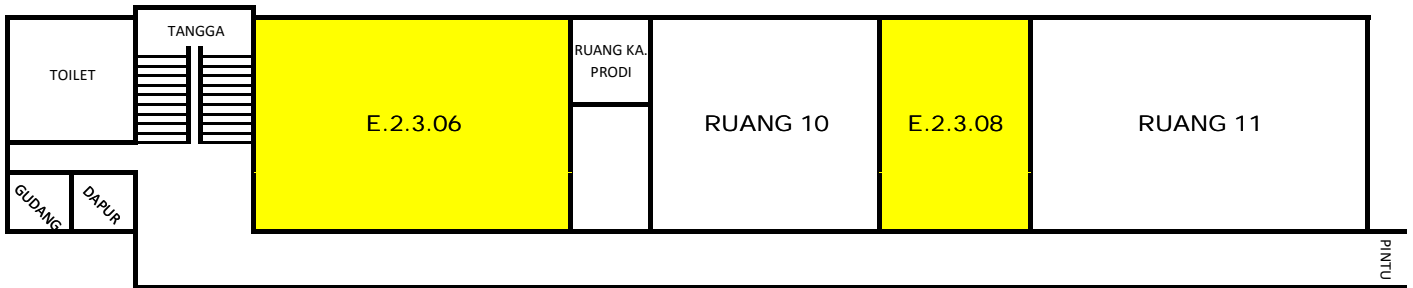 TANGGA
TOILET
RUANG KA.
PRODI
E.2.3.06
RUANG 10
E.2.3.08
RUANG 11
GUDANG
DAPUR
PINTU